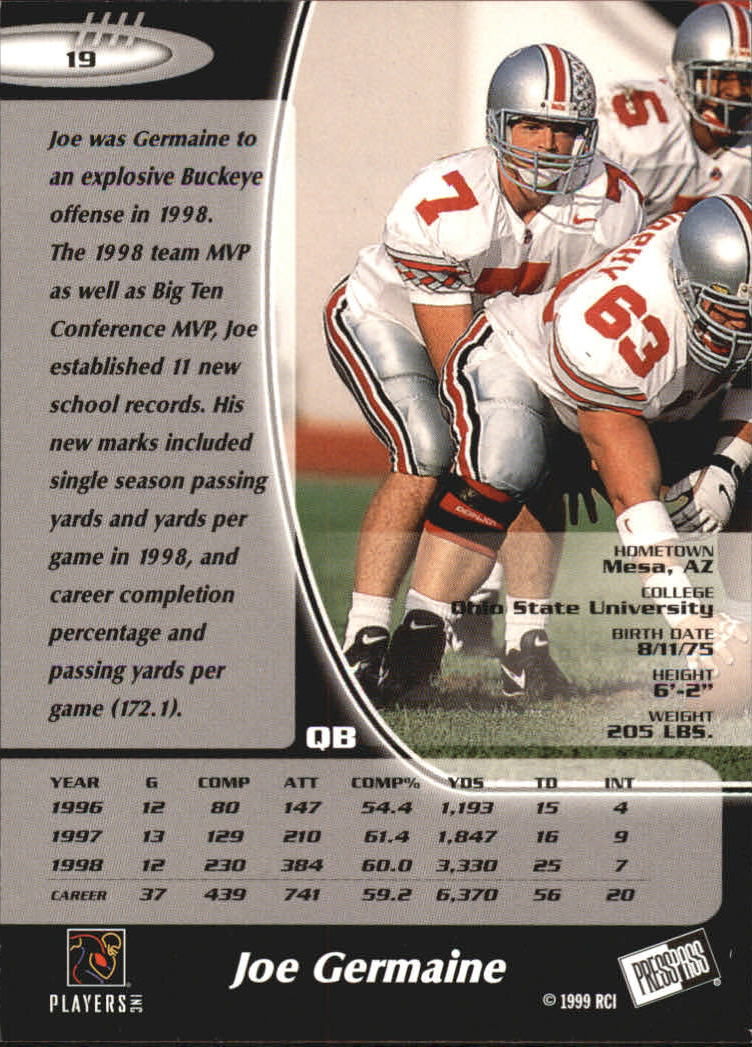 19
Joe was Germaine to
an explosive Buckeye
offense in 1998.
The 1998 team MVP
as well as Big Ten
Conference MVP, Joe
established 11 new
school records. His
new marks included
single season passing
yards and yards per
game in 1998, and
career completion
percentage and
passing yards per
game (172.1).
7
7
7
5
63
HOMETOWN
Mesa, AZ
COLLEGE
Ohio State University
BIRTH DATE
8/11/75
HEIGHT
6'-2"
WEIGHT
205 LBS.
QB
YEAR G COMP ATT COMP% YDS TD INT
1996 12 80 147 54.4 1,193 15 4
1997 13 129 210 61.4 1,847 16 9
1998 12 230 384 60.0 3,330 25 7
CAREER 37 439 741 59.2 6,370 56 20
PLAYERS INC
Joe Germaine
© 1999 RCI
PRESS PASS